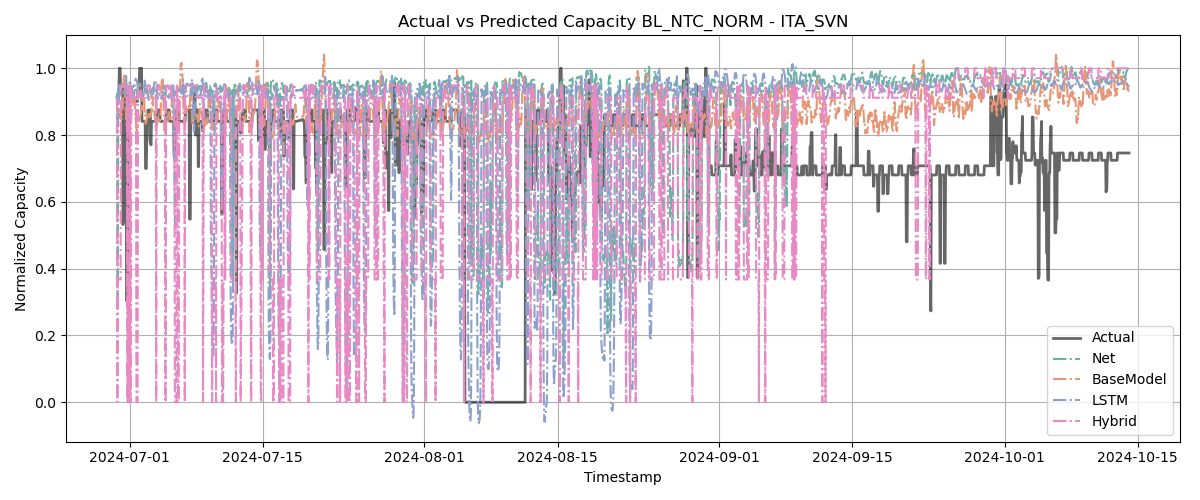 Actual vs Predicted Capacity BL_NTC_NORM - ITA_SVN
Normalized Capacity
1.0
0.8
0.6
0.4
0.2
0.0
Actual
Net
BaseModel
LSTM
Hybrid
2024-07-01
2024-07-15
2024-08-01
2024-08-15
2024-09-01
2024-09-15
2024-10-01
2024-10-15
Timestamp